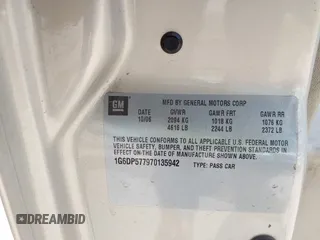 GM
MFD BY GENERAL MOTORS CORP
DATE GVWR GAWR FRT GAWR RR
10/06 2094 KG 1018 KG 1076 KG
4616 LB 2244 LB 2372 LB
THIS VEHICLE CONFORMS TO ALL APPLICABLE U.S. FEDERAL MOTOR
VEHICLE SAFETY, BUMPER, AND THEFT PREVENTION STANDARDS IN
EFFECT ON THE DATE OF MANUFACTURE SHOWN ABOVE.
1G6DP577970135942 TYPE: PASS CAR
DREAMBID